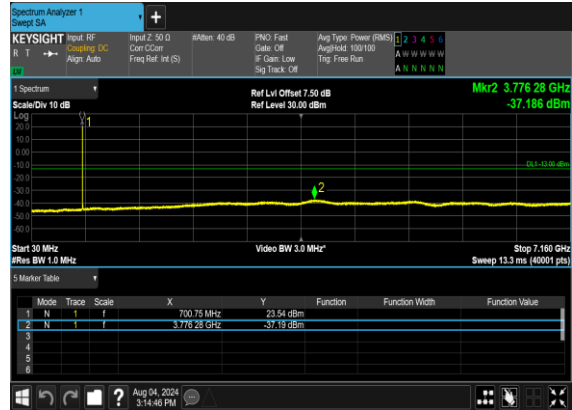 Spectrum Analyzer 1
Swept SA
+
KEYSIGHT Input: RF Input Z: 50 Ω #Atten: 40 dB PNO: Fast Avg Type: Power (RMS) 1 2 3 4 5 6
R T Coupling: DC Corr CCorr Gate: Off Avg|Hold: 100/100 A W W W W W
Align: Auto Freq Ref: Int (S) IF Gain: Low Trig: Free Run
Sig Track: Off A N N N N N
1 Spectrum Ref Lvl Offset 7.50 dB Mkr2 3.776 28 GHz
Scale/Div 10 dB Ref Level 30.00 dBm -37.186 dBm
Log
20.0
10.0
0.00
-10.0
-20.0
-30.0
-40.0
-50.0
-60.0
1
DL1 -13.00 dBm
2
Start 30 MHz Video BW 3.0 MHz* Stop 7.160 GHz
#Res BW 1.0 MHz Sweep 13.3 ms (40001 pts)
5 Marker Table
Mode Trace Scale X Y Function Function Width Function Value
1 N 1 f 700.75 MHz 23.54 dBm
2 N 1 f 3.776 28 GHz -37.19 dBm
3
4
5
6
? Aug 04, 2024
3:14:46 PM